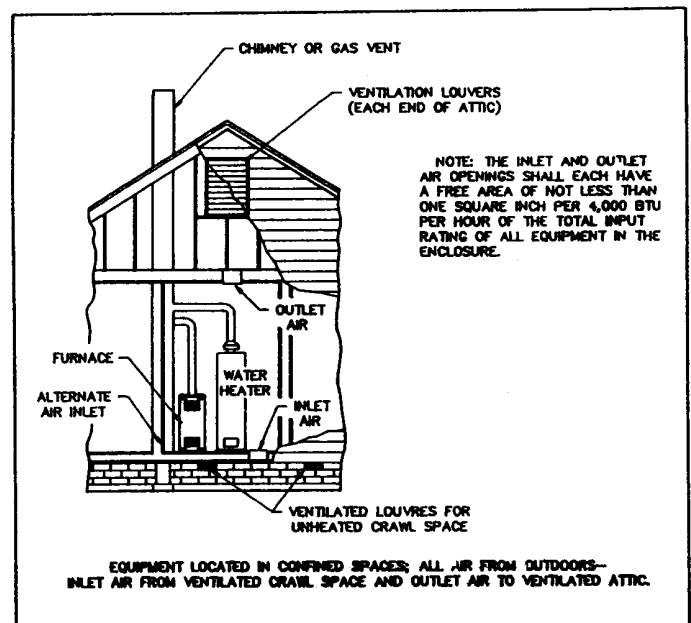 CHIMNEY OR GAS VENT
VENTILATION LOUVERS
(EACH END OF ATTIC)
NOTE: THE INLET AND OUTLET
AIR OPENINGS SHALL EACH HAVE
A FREE AREA OF NOT LESS THAN
ONE SQUARE INCH PER 4,000 BTU
PER HOUR OF THE TOTAL INPUT
RATING OF ALL EQUIPMENT IN THE
ENCLOSURE.
OUTLET
AIR
FURNACE
WATER
HEATER
ALTERNATE
AIR INLET
INLET
AIR
VENTILATED LOUVRES FOR
UNHEATED CRAWL SPACE
EQUIPMENT LOCATED IN CONFINED SPACES; ALL AIR FROM OUTDOORS—
INLET AIR FROM VENTILATED CRAWL SPACE AND OUTLET AIR TO VENTILATED ATTIC.